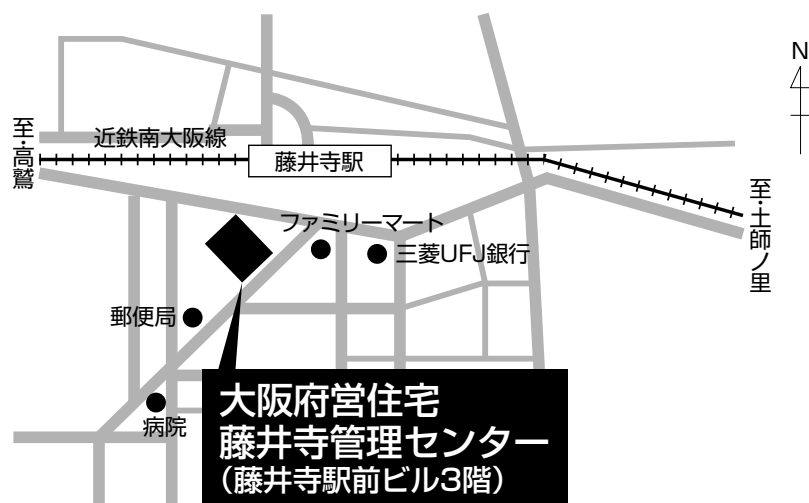 N
近鉄南大阪線
至・高鷲
藤井寺駅
至・土師ノ里
ファミリーマート
三菱UFJ銀行
郵便局
病院
大阪府営住宅
藤井寺管理センター
（藤井寺駅前ビル3階）